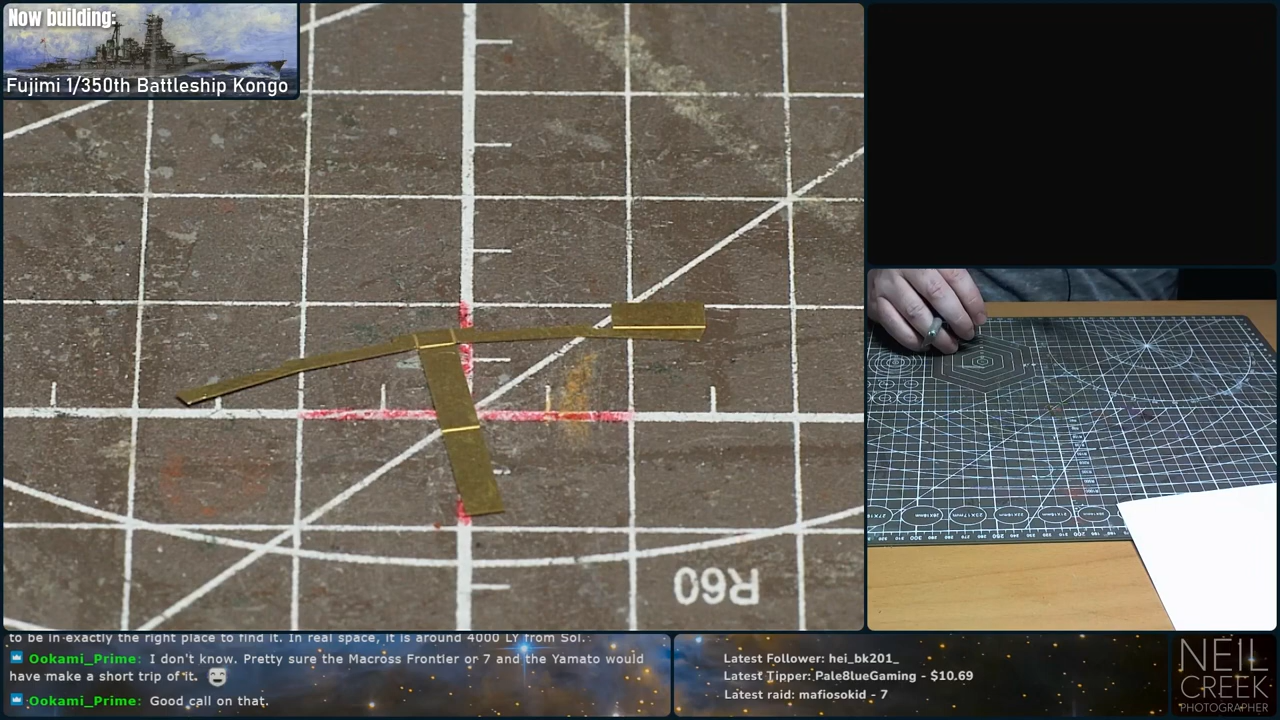 Now building:
Fujimi 1/350th Battleship Kongo
R60
to be in exactly the right place to find it. In real space, it is around 4000 LY from Sol.
Ookami_Prime: I don't know. Pretty sure the Macross Frontier or 7 and the Yamato would
have make a short trip of it.
Ookami_Prime: Good call on that.
Latest Follower: hei_bk201_
Latest Tipper: Pale8lueGaming - $10.69
Latest raid: mafiosokid - 7
NEIL
CREEK
PHOTOGRAPHER